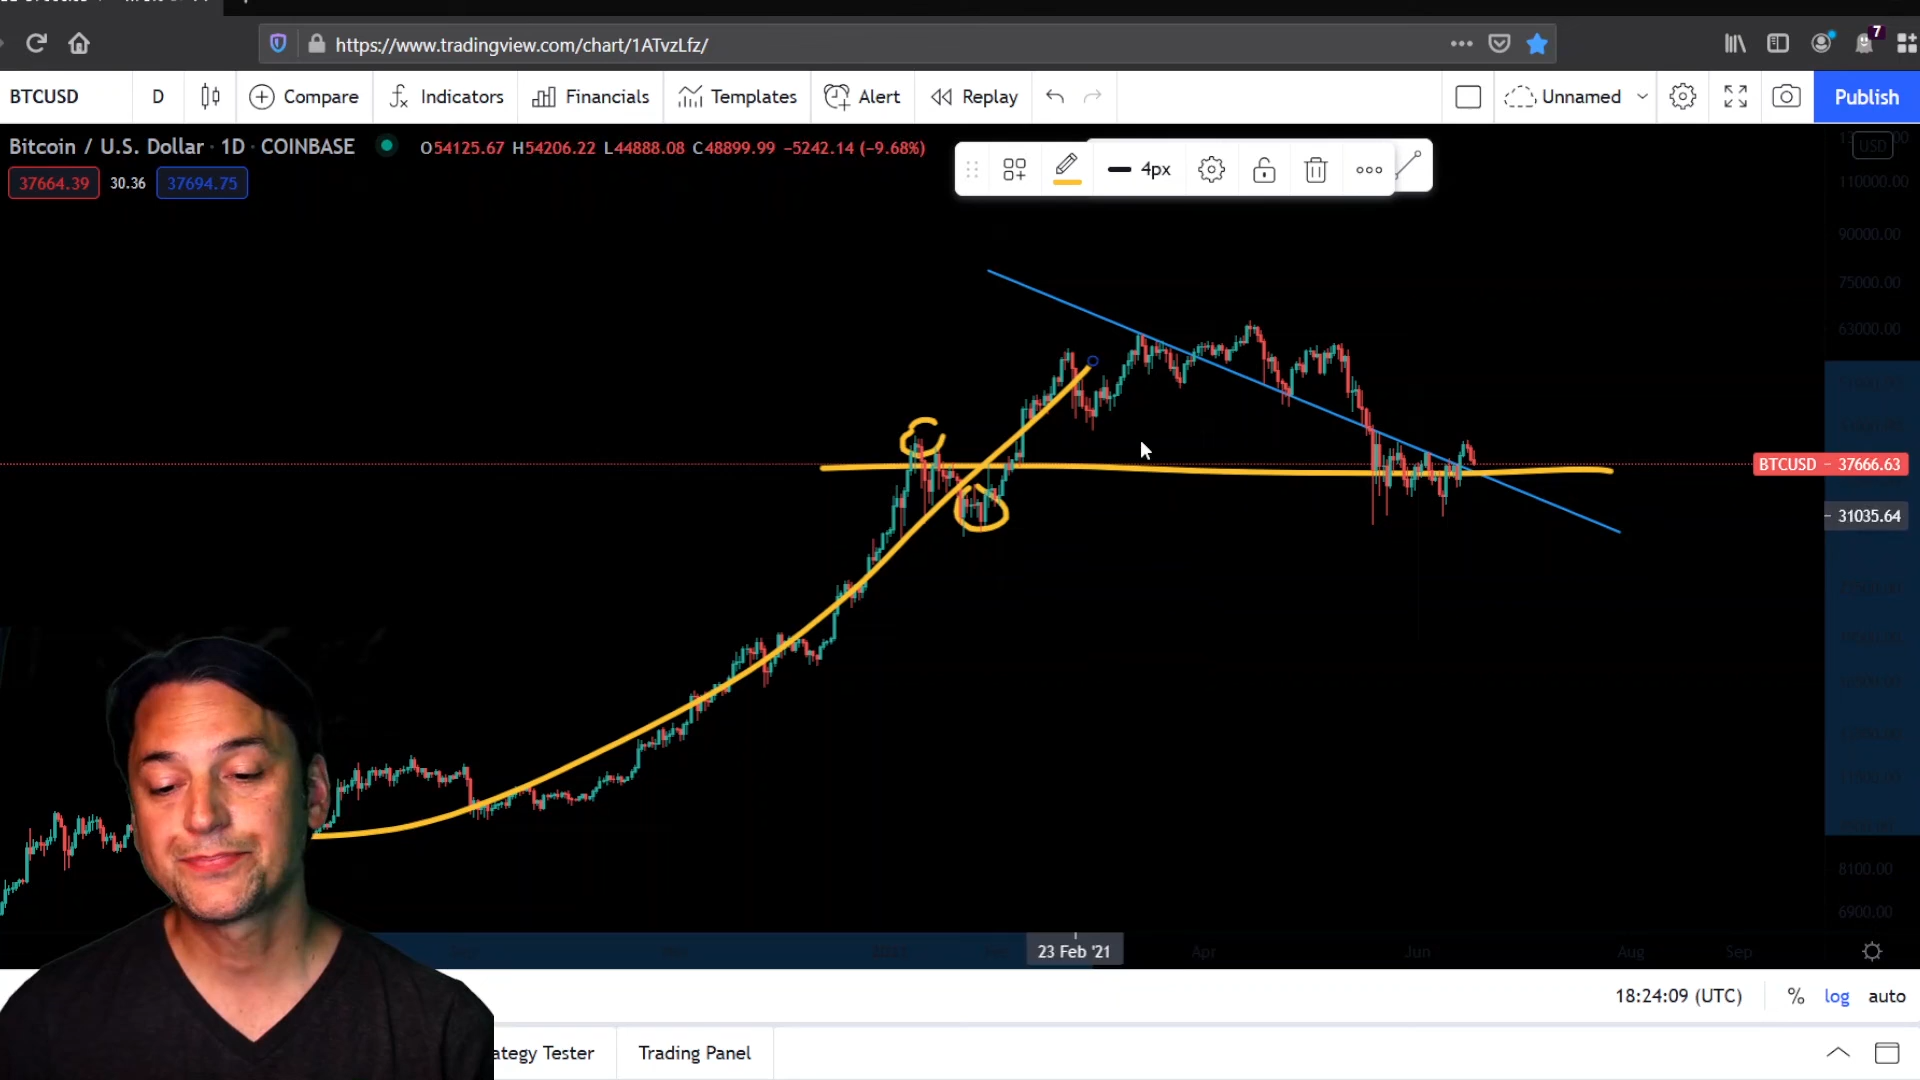 https://www.tradingview.com/chart/1ATvzLfz/
7
BTCUSD D Compare Indicators Financials Templates Alert Replay Unnamed Publish
Bitcoin / U.S. Dollar · 1D · COINBASE O54125.67 H54206.22 L44888.08 C48899.99 −5242.14 (−9.68%)
USD
37664.39 30.36 37694.75
4px
110000.00
90000.00
75000.00
63000.00
BTCUSD 37666.63
31035.64
8100.00
6900.00
23 Feb '21 Apr Jun Aug Sep
18:24:09 (UTC) % log auto
ategy Tester Trading Panel